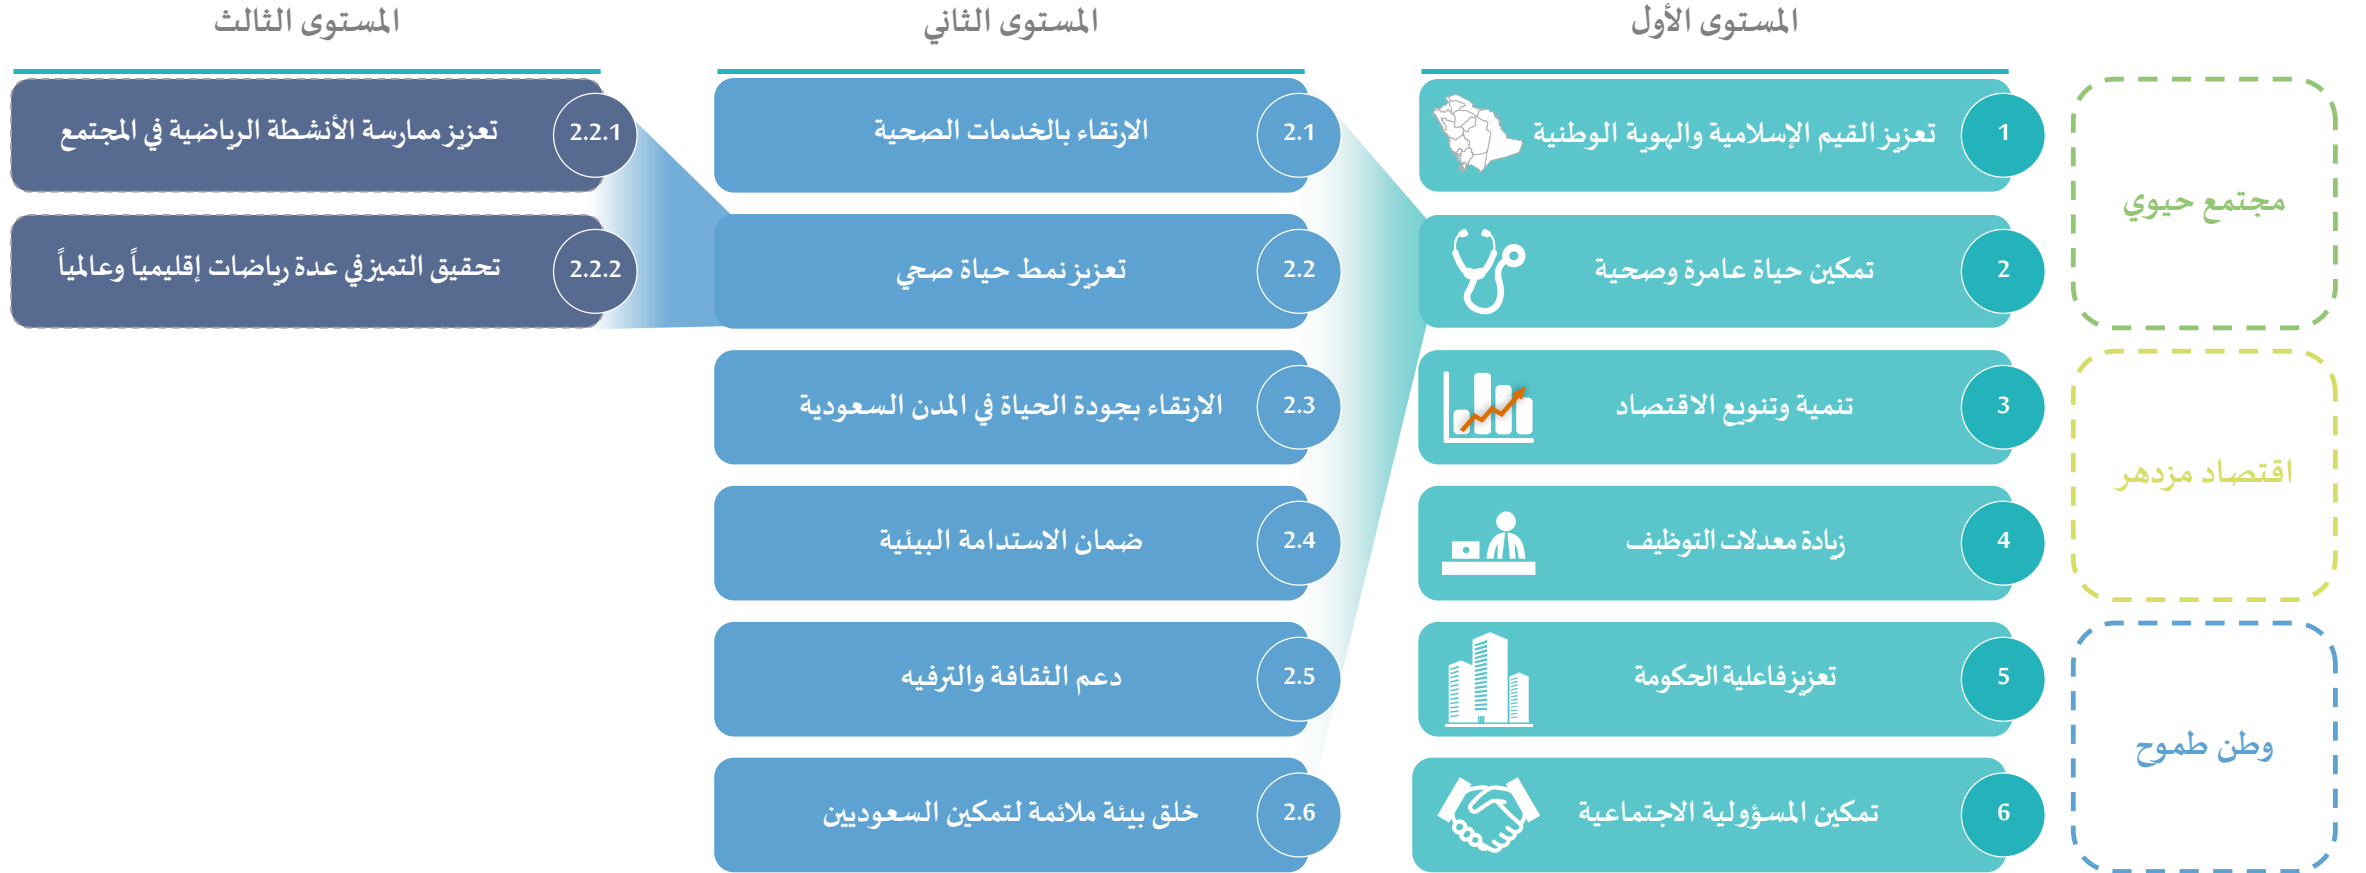 المستوى الأول
المستوى الثاني
المستوى الثالث
مجتمع حيوي
اقتصاد مزدهر
وطن طموح
1 تعزيز القيم الإسلامية والهوية الوطنية
2 تمكين حياة عامرة وصحية
3 تنمية وتنويع الاقتصاد
4 زيادة معدلات التوظيف
5 تعزيز فاعلية الحكومة
6 تمكين المسؤولية الاجتماعية
2.1 الارتقاء بالخدمات الصحية
2.2 تعزيز نمط حياة صحي
2.3 الارتقاء بجودة الحياة في المدن السعودية
2.4 ضمان الاستدامة البيئية
2.5 دعم الثقافة والترفيه
2.6 خلق بيئة ملائمة لتمكين السعوديين
2.2.1 تعزيز ممارسة الأنشطة الرياضية في المجتمع
2.2.2 تحقيق التميز في عدة رياضات إقليمياً وعالمياً